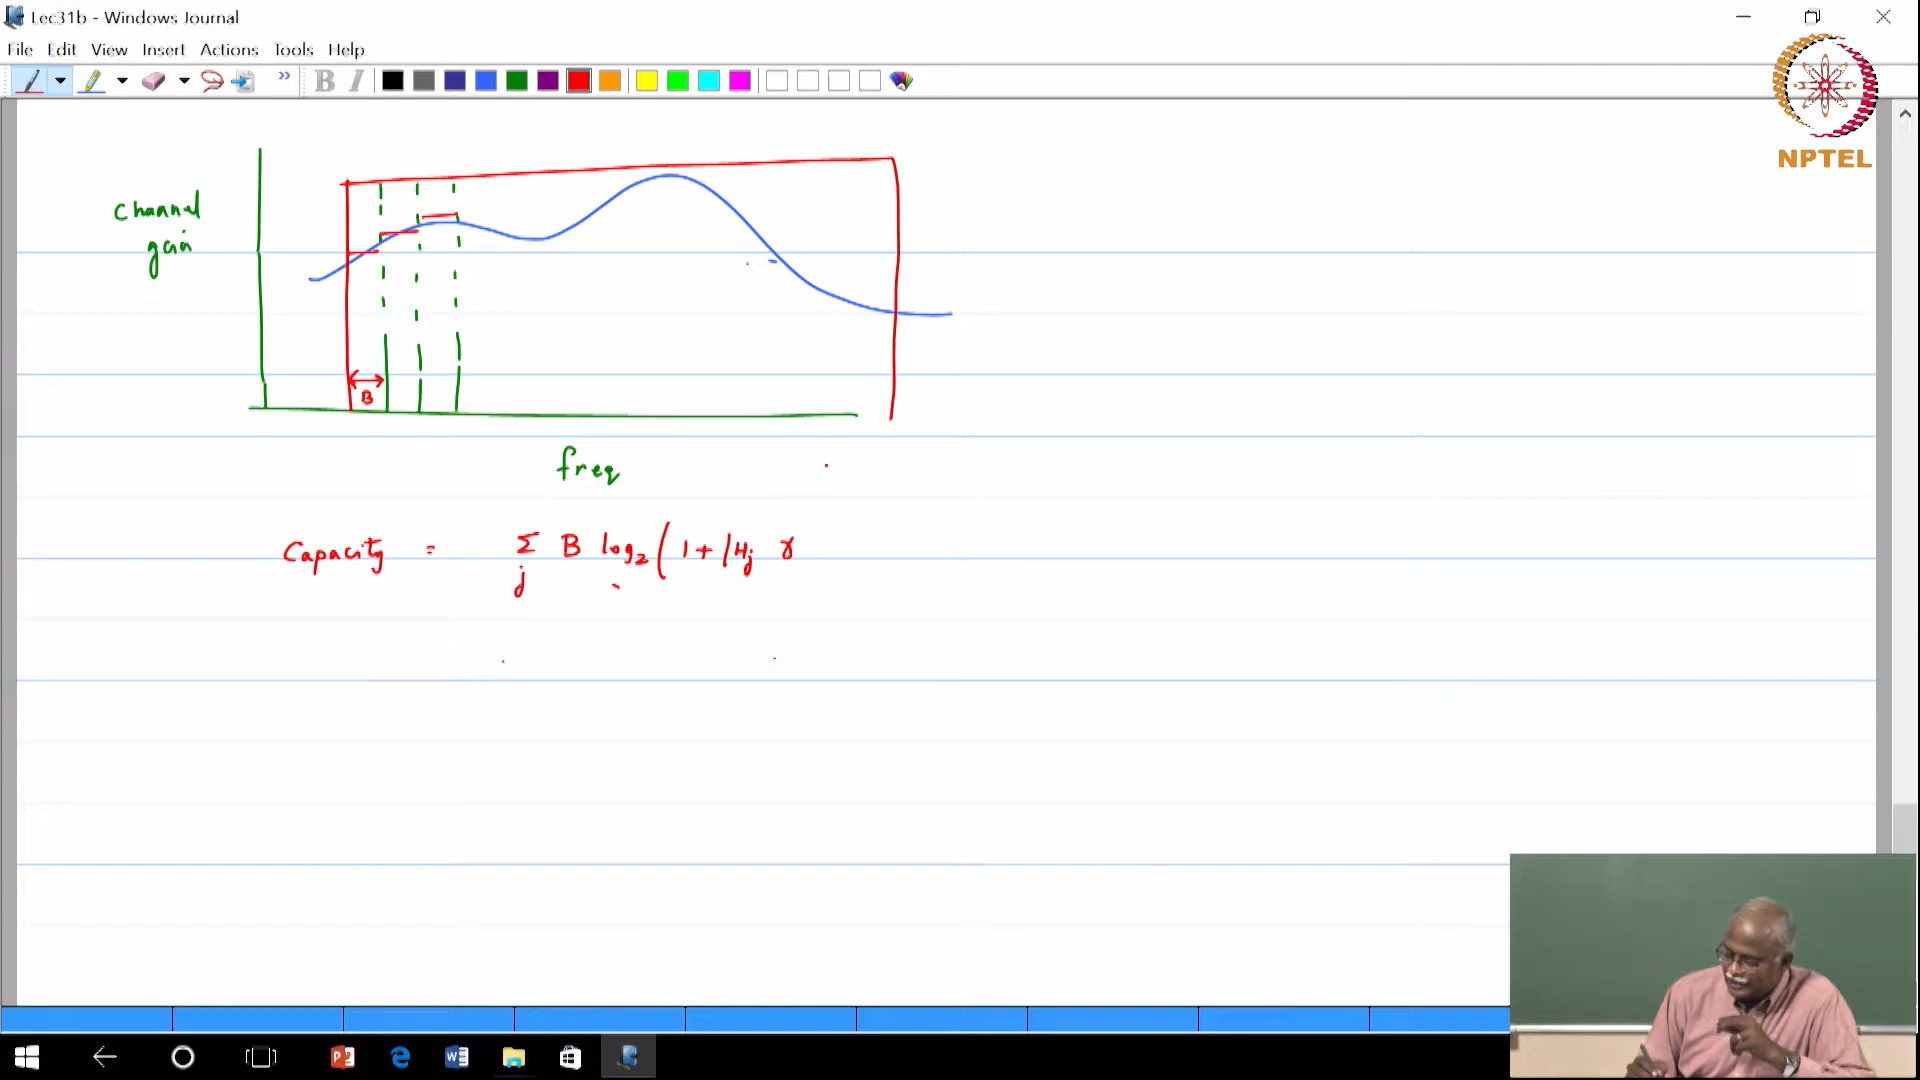 Lec31b - Windows Journal
File Edit View Insert Actions Tools Help
B I
NPTEL
Channel
gain
B
freq
Capacity = Σ B log₂ ( 1 + |Hj γ
j